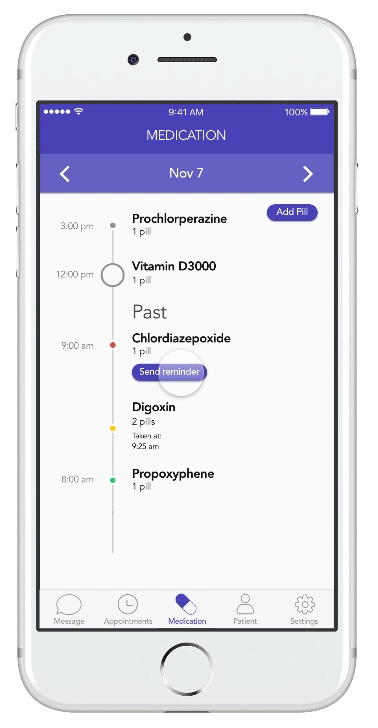 9:41 AM
100%
MEDICATION
Nov 7
Add Pill
3:00 pm
Prochlorperazine
1 pill
12:00 pm
Vitamin D3000
1 pill
Past
9:00 am
Chlordiazepoxide
1 pill
Send reminder
Digoxin
2 pills
Taken at:
9:25 am
8:00 am
Propoxyphene
1 pill
Message
Appointments
Medication
Patient
Settings